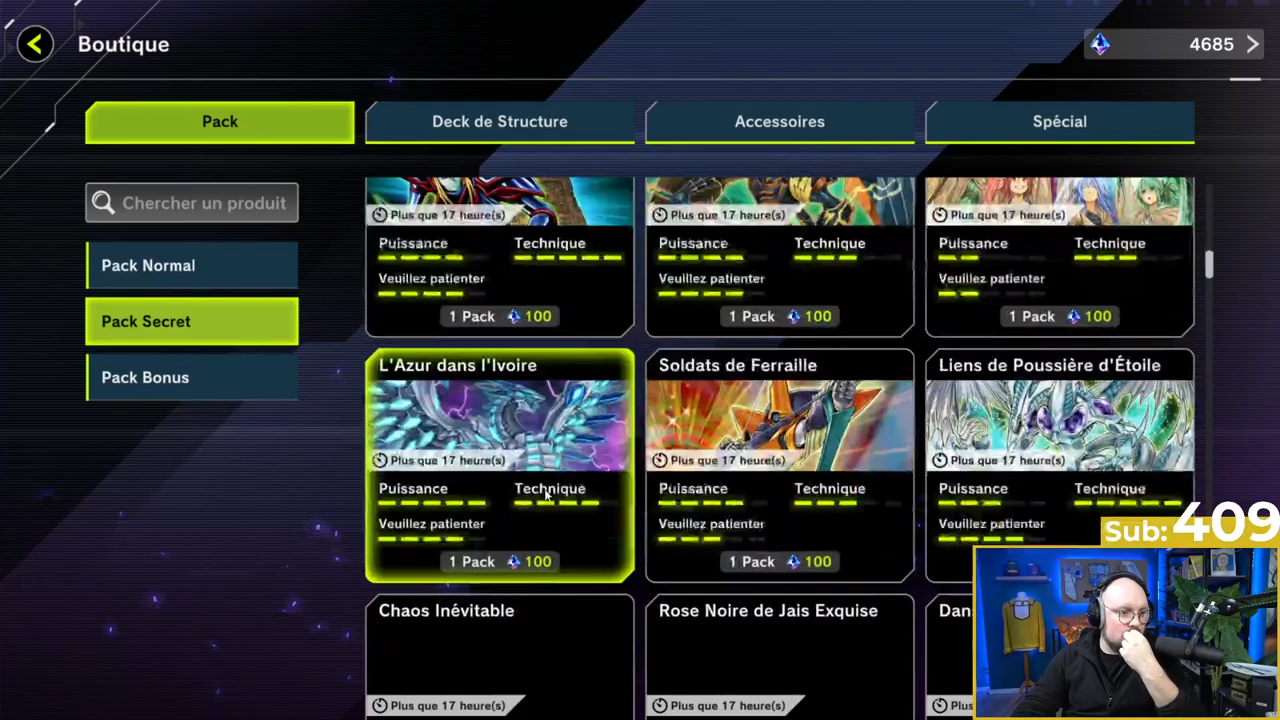 Boutique
4685
Pack
Deck de Structure
Accessoires
Spécial
Chercher un produit
Pack Normal
Pack Secret
Pack Bonus
Plus que 17 heure(s)
Puissance
Technique
Veuillez patienter
1 Pack 100
Plus que 17 heure(s)
Puissance
Technique
Veuillez patienter
1 Pack 100
Plus que 17 heure(s)
Puissance
Technique
Veuillez patienter
1 Pack 100
L'Azur dans l'Ivoire
Plus que 17 heure(s)
Puissance
Technique
Veuillez patienter
1 Pack 100
Soldats de Ferraille
Plus que 17 heure(s)
Puissance
Technique
Veuillez patienter
1 Pack 100
Liens de Poussière d'Étoile
Plus que 17 heure(s)
Puissance
Technique
Veuillez patienter
Chaos Inévitable
Plus que 17 heure(s)
Rose Noire de Jais Exquise
Plus que 17 heure(s)
Dan
Plus
Sub: 409